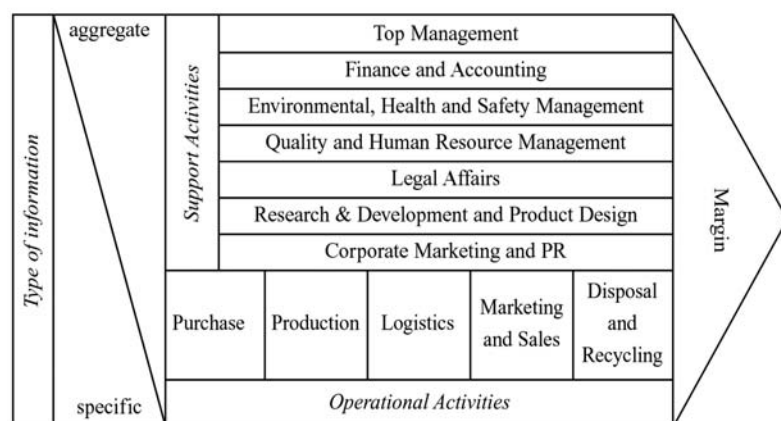 Type of information
aggregate
specific
Support Activities
Top Management
Finance and Accounting
Environmental, Health and Safety Management
Quality and Human Resource Management
Legal Affairs
Research & Development and Product Design
Corporate Marketing and PR
Purchase
Production
Logistics
Marketing
and Sales
Disposal
and
Recycling
Operational Activities
Margin